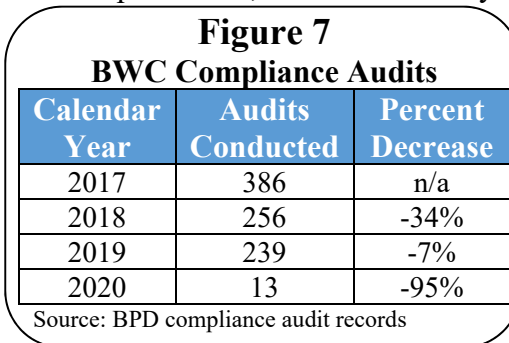 Figure 7
BWC Compliance Audits
Calendar Year Audits Conducted Percent Decrease
2017 386 n/a
2018 256 -34%
2019 239 -7%
2020 13 -95%
Source: BPD compliance audit records